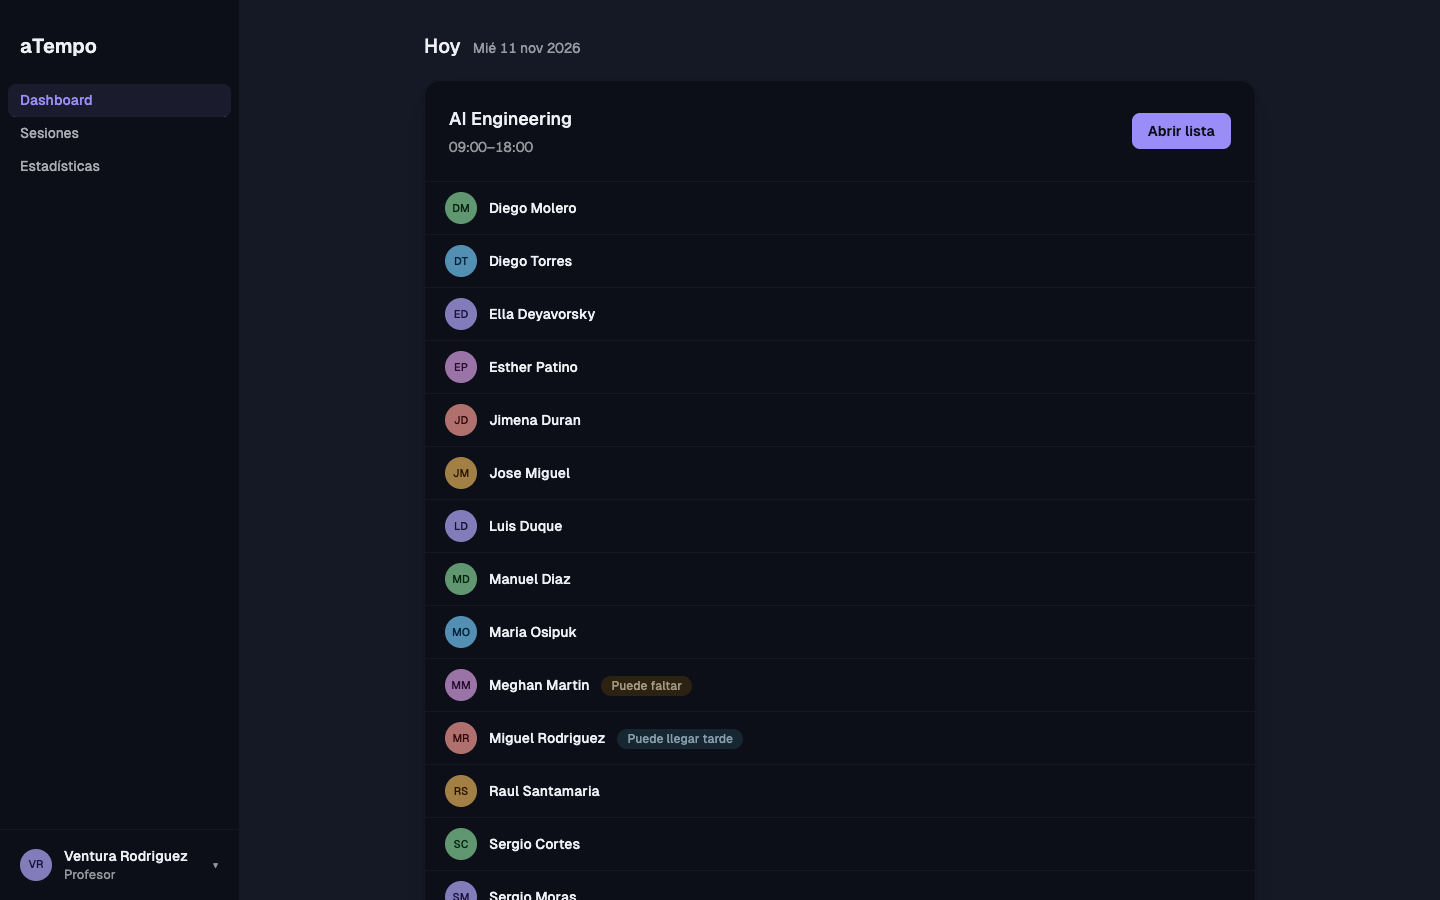 aTempo
Dashboard
Sesiones
Estadísticas
Hoy Mié 11 nov 2026
AI Engineering
09:00–18:00
Abrir lista
DM Diego Molero
DT Diego Torres
ED Ella Deyavorsky
EP Esther Patino
JD Jimena Duran
JM Jose Miguel
LD Luis Duque
MD Manuel Diaz
MO Maria Osipuk
MM Meghan Martin Puede faltar
MR Miguel Rodriguez Puede llegar tarde
RS Raul Santamaria
SC Sergio Cortes
SM Sergio Moras
VR Ventura Rodriguez
Profesor